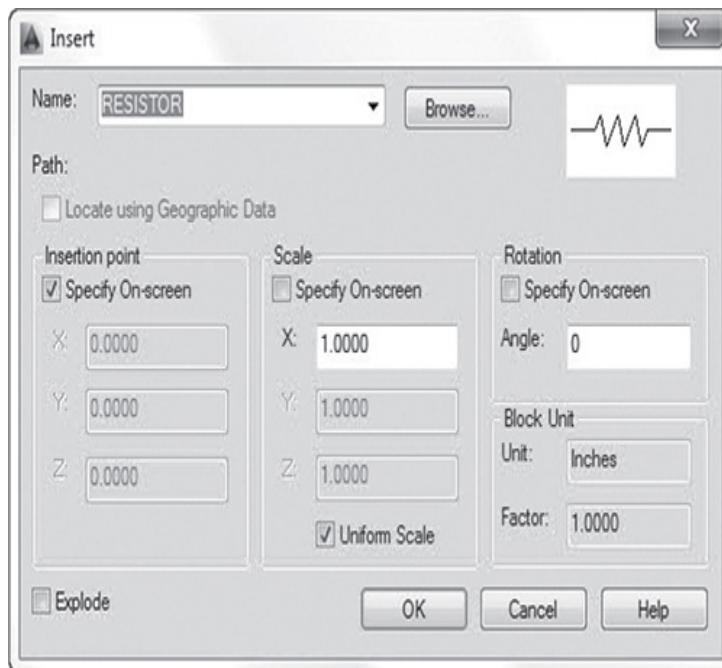 Insert
X
Name:
RESISTOR
Browse...
Path:
Locate using Geographic Data
Insertion point
Specify On-screen
X:
0.0000
Y:
0.0000
Z:
0.0000
Scale
Specify On-screen
X:
1.0000
Y:
1.0000
Z:
1.0000
Uniform Scale
Rotation
Specify On-screen
Angle:
0
Block Unit
Unit:
Inches
Factor:
1.0000
Explode
OK
Cancel
Help